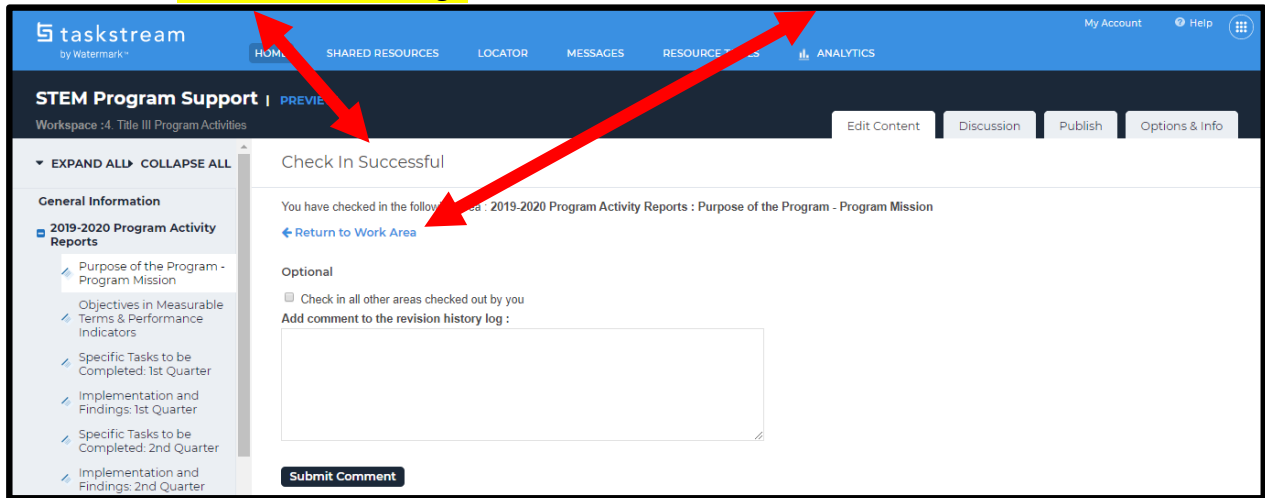 taskstream
by Watermark™
SHARED RESOURCES
LOCATOR
MESSAGES
ANALYTICS
My Account
Help
STEM Program Support |
Workspace :4. Title III Program Activities
Edit Content
Discussion
Publish
Options & Info
EXPAND ALL COLLAPSE ALL
General Information
2019-2020 Program Activity
Reports
Purpose of the Program -
Program Mission
Objectives in Measurable
Terms & Performance
Indicators
Specific Tasks to be
Completed: 1st Quarter
Implementation and
Findings: 1st Quarter
Specific Tasks to be
Completed: 2nd Quarter
Implementation and
Findings: 2nd Quarter
Check In Successful
You have checked in the : 2019-2020 Program Activity Reports : Purpose of the Program - Program Mission
Return to Work Area
Optional
Check in all other areas checked out by you
Add comment to the revision history log :
Submit Comment